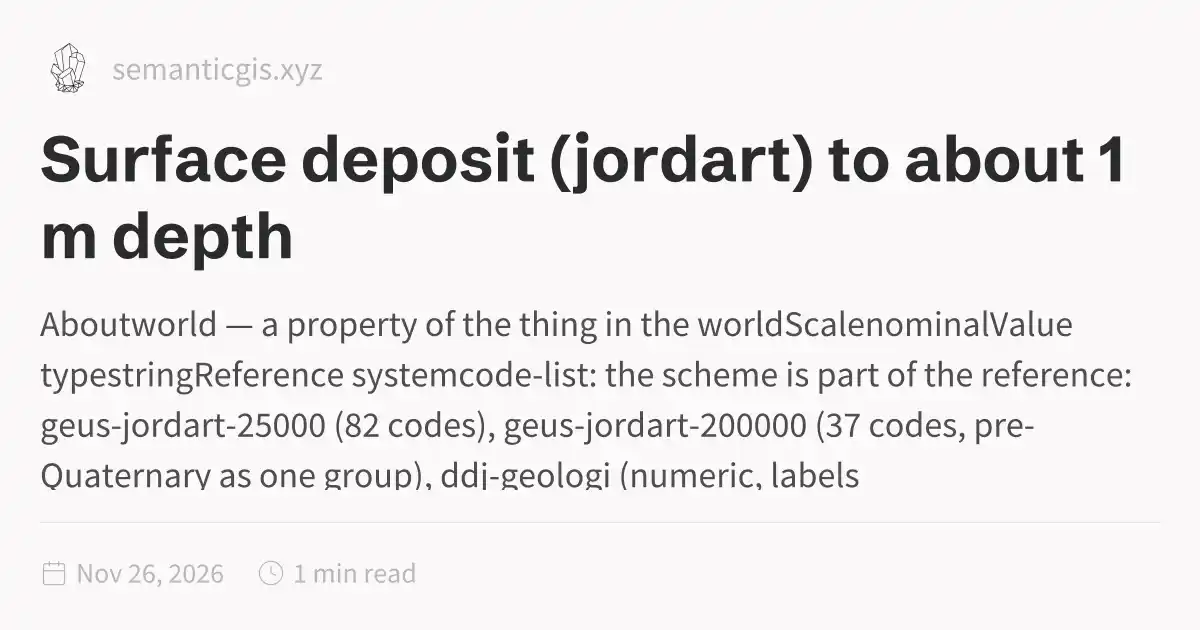 semanticgis.xyz
Surface deposit (jordart) to about 1
m depth
Aboutworld — a property of the thing in the worldScalenominalValue
typestringReference systemcode-list: the scheme is part of the reference:
geus-jordart-25000 (82 codes), geus-jordart-200000 (37 codes, pre-
Quaternary as one group), ddj-geologi (numeric, labels
Nov 26, 2026 1 min read